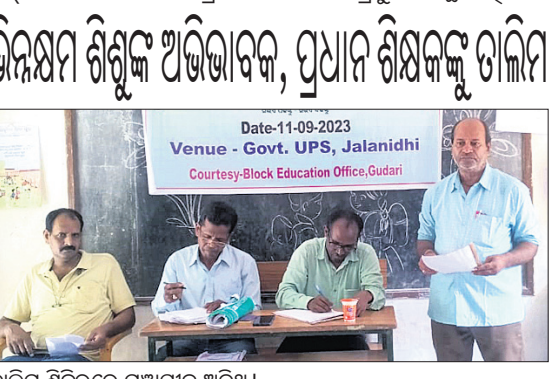 ଭିନ୍ନକ୍ଷମ ଶିଶୁଙ୍କ ଅଭିଭାବକ, ପ୍ରଧାନ ଶିକ୍ଷକଙ୍କୁ ତାଲିମ
Date-11-09-2023
Venue - Govt. UPS, Jalanidhi
Courtesy-Block Education Office,Gudari